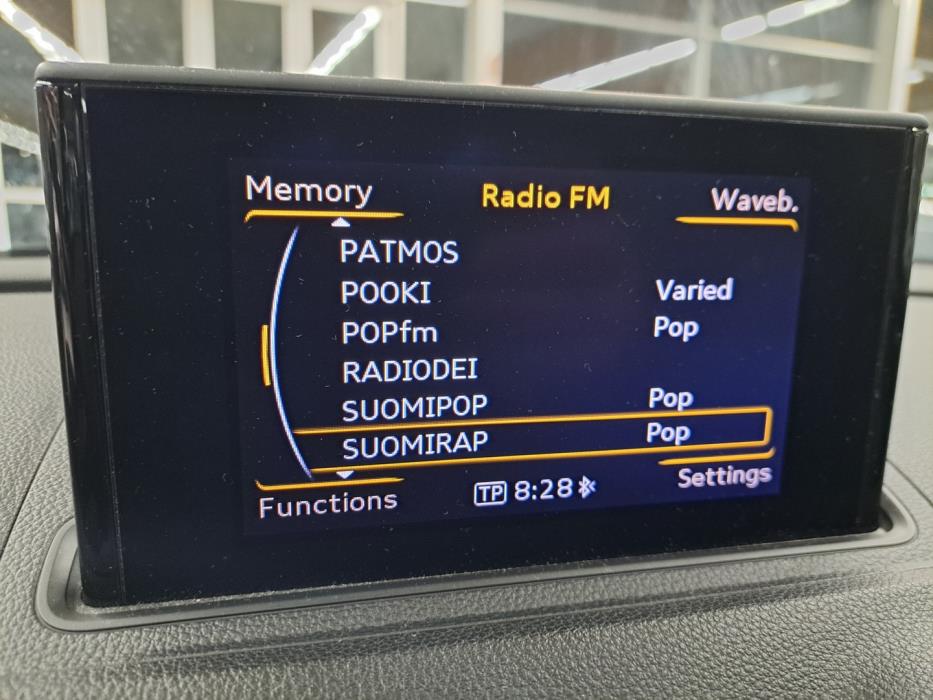 Memory Radio FM Waveb.
PATMOS
POOKI Varied
POPfm Pop
RADIODEI
SUOMIPOP Pop
SUOMIRAP Pop
Functions TP 8:28 Settings